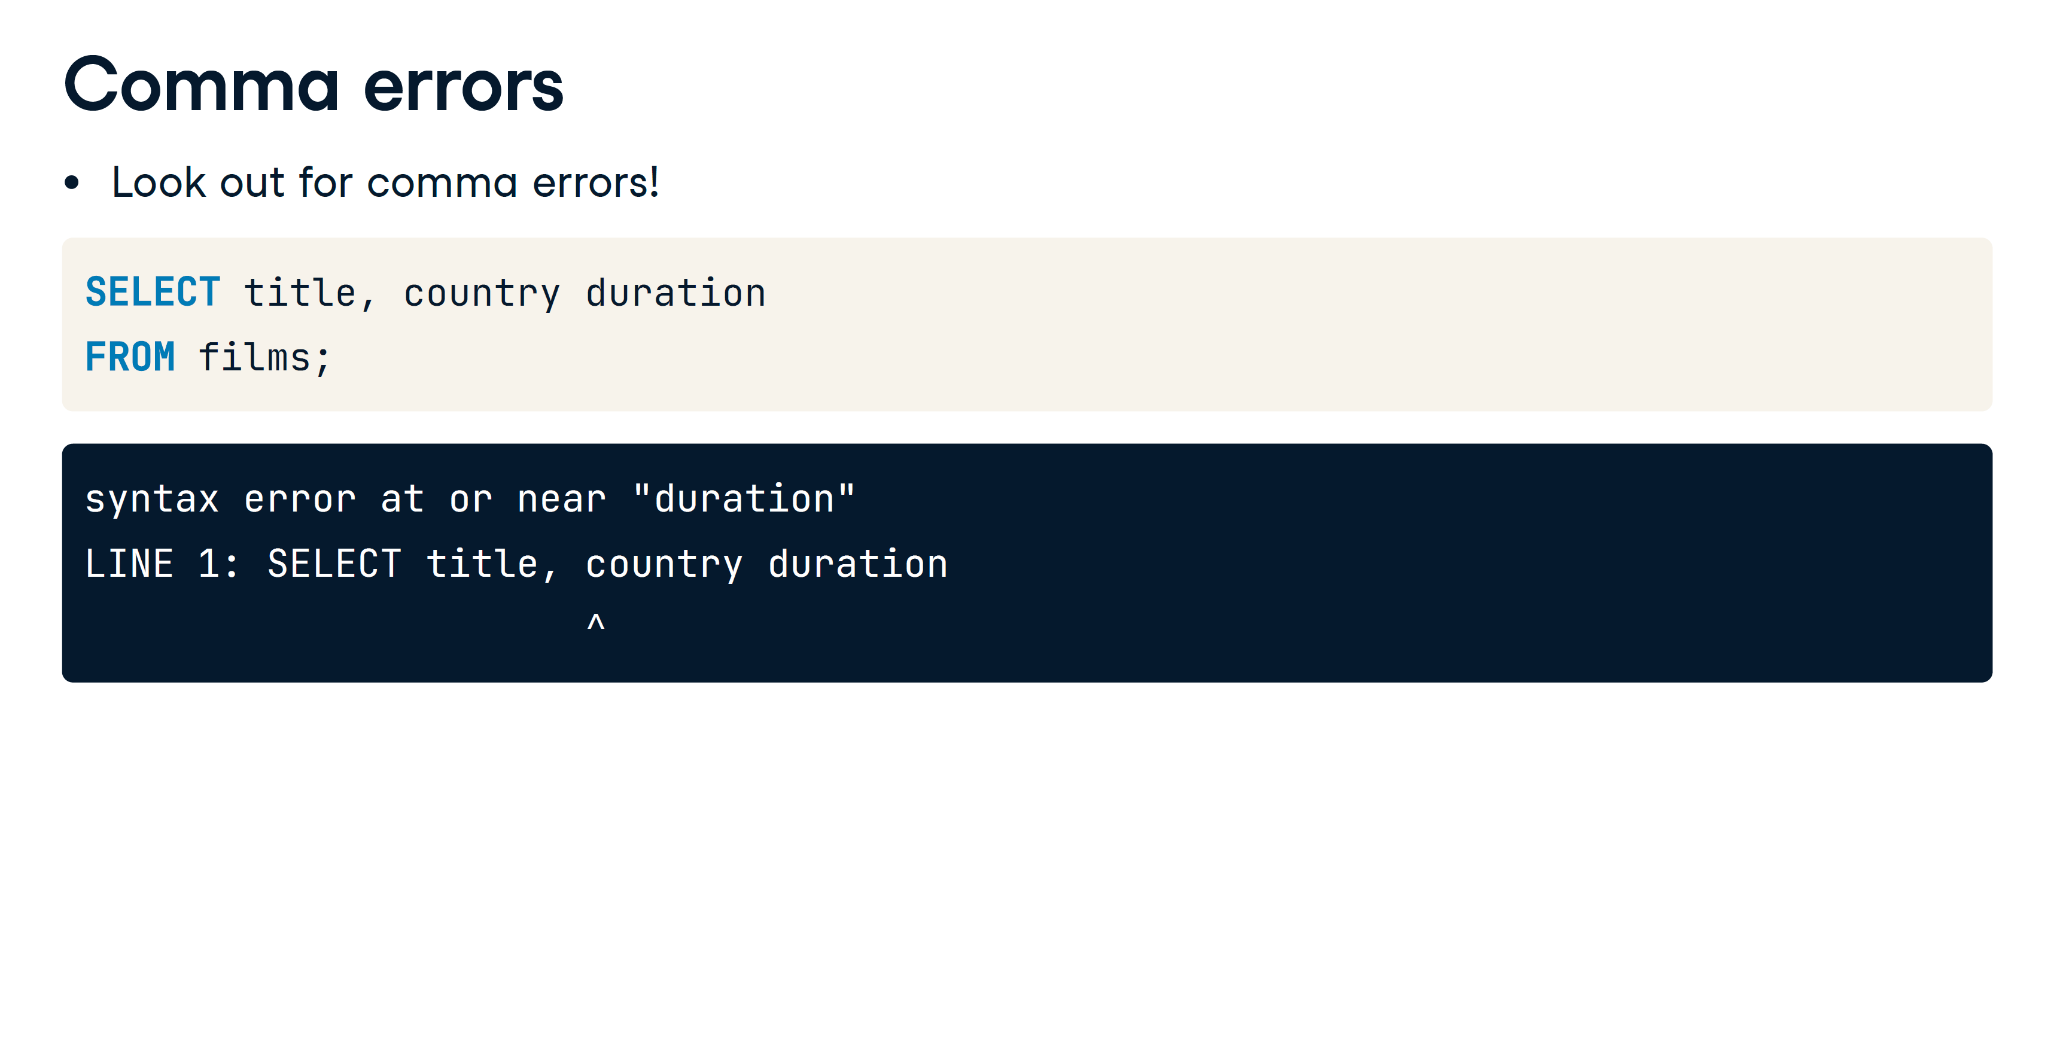 Comma errors
• Look out for comma errors!
SELECT title, country duration
FROM films;
syntax error at or near "duration"
LINE 1: SELECT title, country duration
^